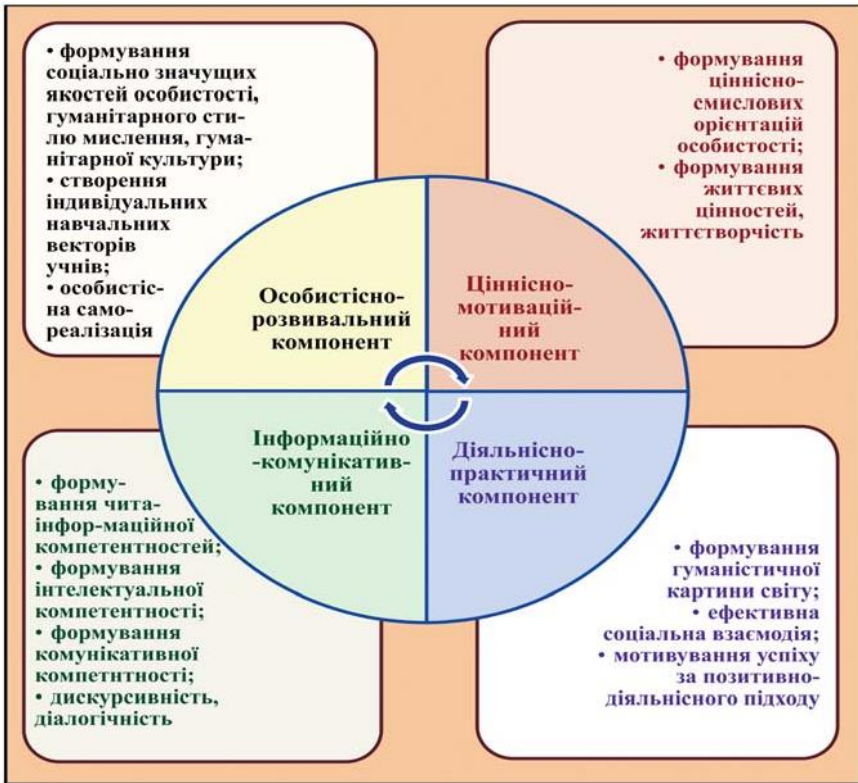 • формування
соціально значущих
якостей особистості,
гуманітарного сти-
лю мислення, гума-
нітарної культури;
• створення
індивідуальних
навчальних
векторів
учнів;
• особистіс-
на само-
реалізація
• формування
ціннісно-
смислових
орієнтацій
особистості;
• формування
життєвих
цінностей,
життєтворчість
Особистісно-
розвивальний
компонент
Ціннісно-
мотивацій-
ний
компонент
Інформаційно
-комунікатив-
ний
компонент
Діяльнісно-
практичний
компонент
• форму-
вання чита-
інфор-маційної
компетентностей;
• формування
інтелектуальної
компетентності;
• формування
комунікативної
компетнтності;
• дискурсивність,
діалогічність
• формування
гуманістичної
картини світу;
• ефективна
соціальна взаємодія;
• мотивування успіху
за позитивно-
діяльнісного підходу